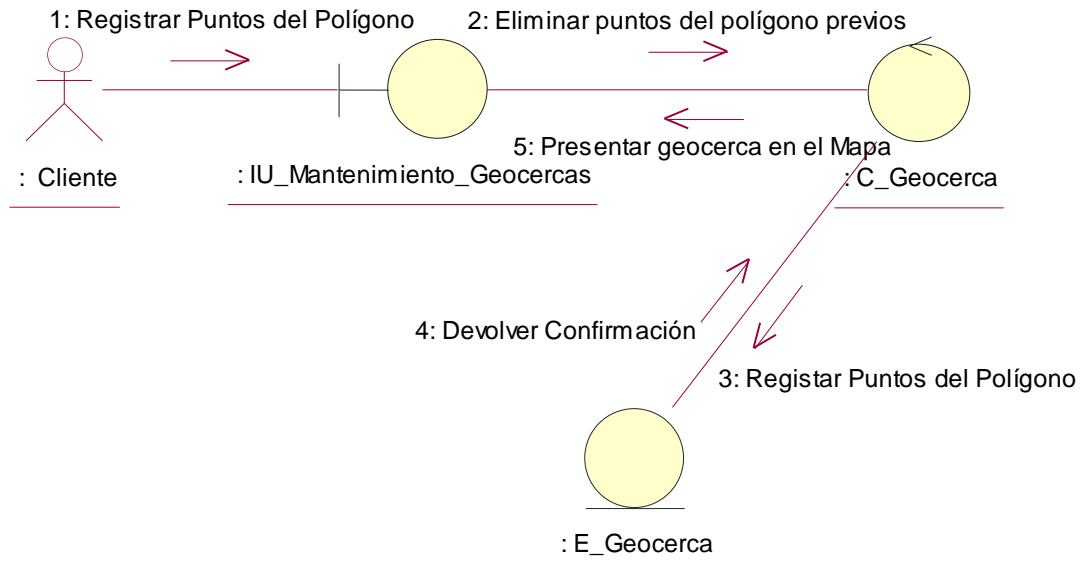 1: Registrar Puntos del Polígono
2: Eliminar puntos del polígono previos
5: Presentar geocerca en el Mapa
: Cliente
: IU_Mantenimiento_Geocercas
: C_Geocerca
4: Devolver Confirmación
3: Registar Puntos del Polígono
: E_Geocerca